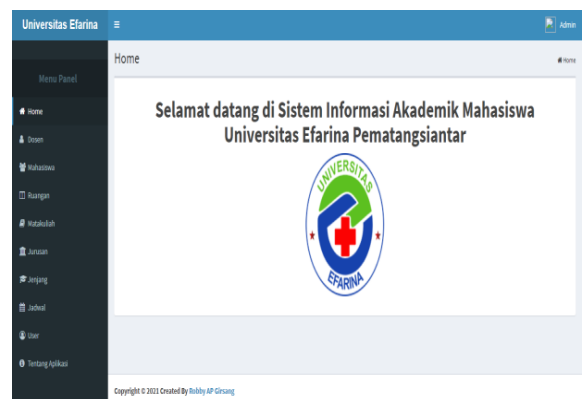 Universitas Efarina
Admin
Home
Home
Menu Panel
Home
Dosen
Mahasiswa
Ruangan
Matakuliah
Jurusan
Jenjang
Jadwal
User
Tentang Aplikasi
Selamat datang di Sistem Informasi Akademik Mahasiswa
Universitas Efarina Pematangsiantar
UNIVERSITAS
EFARINA
Copyright © 2021 Created By Robby AP Girsang